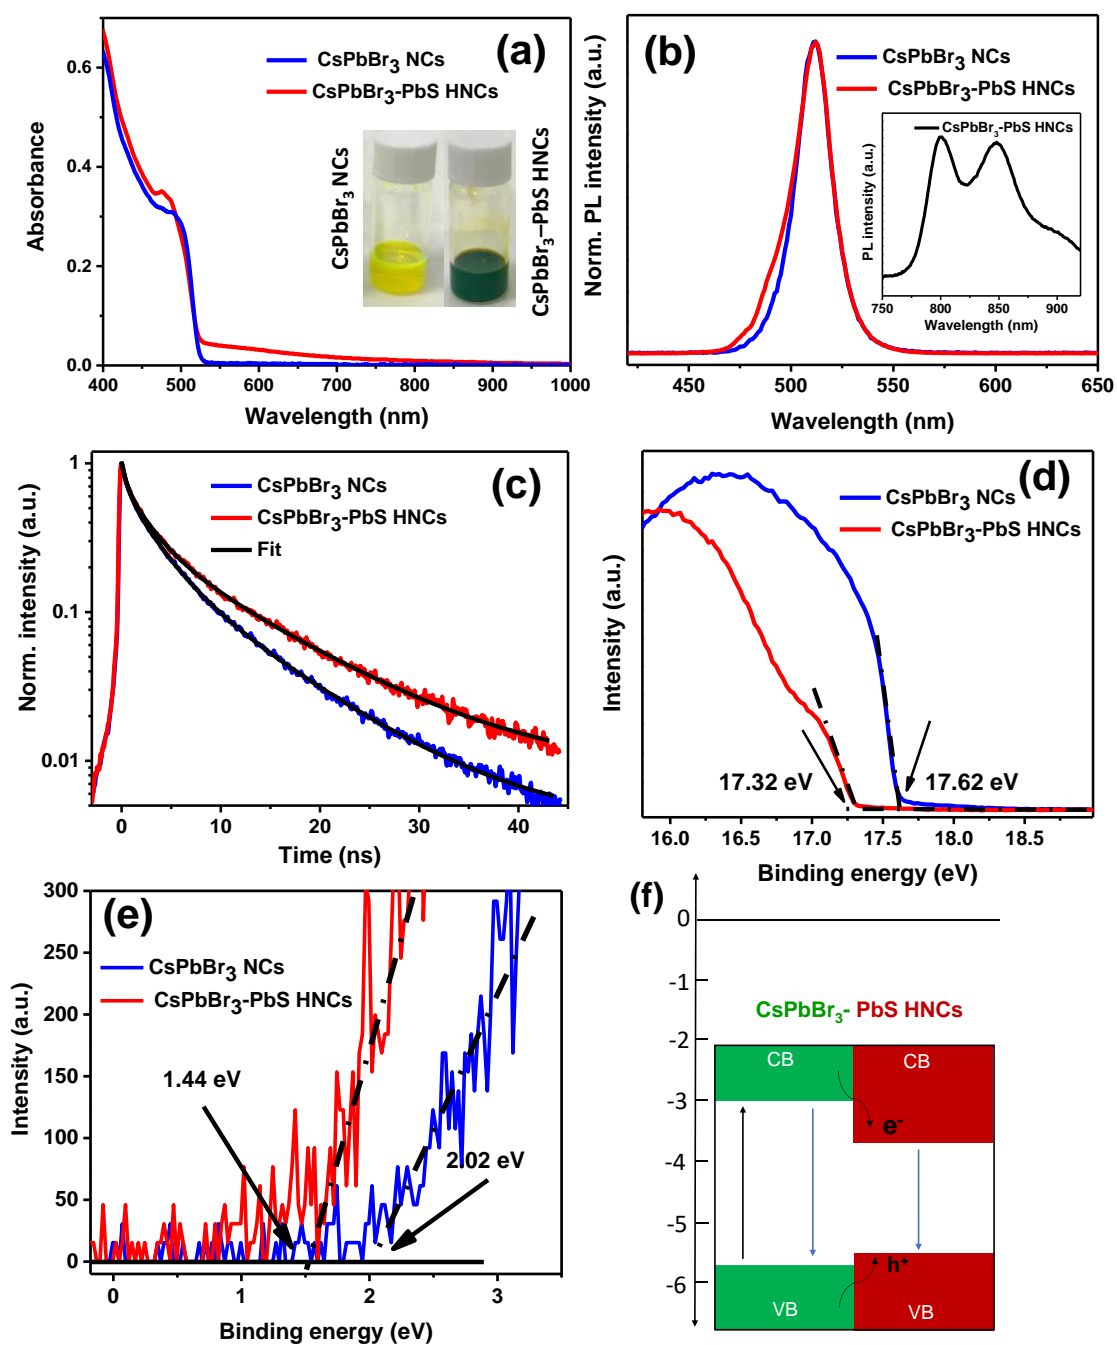 (a)
CsPbBr3 NCs
CsPbBr3-PbS HNCs
CsPbBr3 NCs
CsPbBr3–PbS HNCs
Absorbance
0.6
0.4
0.2
0.0
400 500 600 700 800 900 1000
Wavelength (nm)
(b)
CsPbBr3 NCs
CsPbBr3-PbS HNCs
Norm. PL intensity (a.u.)
CsPbBr3-PbS HNCs
PL intensity (a.u.)
750 800 850 900
Wavelength (nm)
450 500 550 600 650
Wavelength (nm)
(c)
CsPbBr3 NCs
CsPbBr3-PbS HNCs
Fit
Norm. intensity (a.u.)
1
0.1
0.01
0 10 20 30 40
Time (ns)
(d)
CsPbBr3 NCs
CsPbBr3-PbS HNCs
Intensity (a.u.)
17.32 eV
17.62 eV
16.0 16.5 17.0 17.5 18.0 18.5
Binding energy (eV)
(e)
CsPbBr3 NCs
CsPbBr3-PbS HNCs
Intensity (a.u.)
300
250
200
150
100
50
0
1.44 eV
2.02 eV
0 1 2 3
Binding energy (eV)
(f)
0
-1
-2
-3
-4
-5
-6
CsPbBr3- PbS HNCs
CB
CB
e-
h+
VB
VB